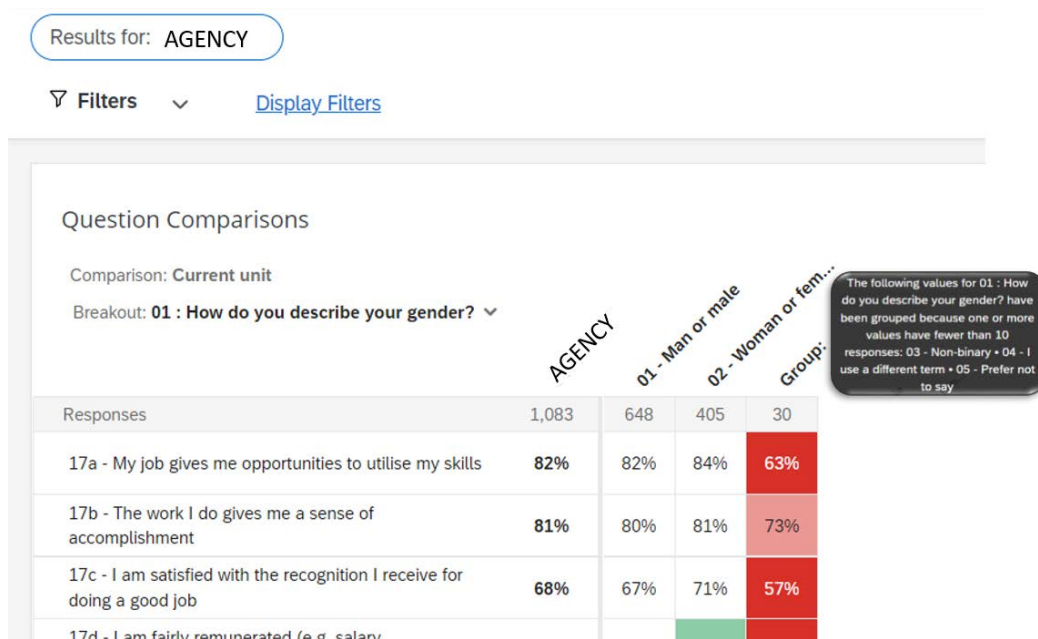 Results for: AGENCY
Filters
Display Filters
Question Comparisons
Comparison: Current unit
Breakout: 01 : How do you describe your gender?
AGENCY
01 - Man or male
02 - Woman or fem...
Group:
The following values for 01 : How
do you describe your gender? have
been grouped because one or more
values have fewer than 10
responses: 03 - Non-binary • 04 - I
use a different term • 05 - Prefer not
to say
Responses 1,083 648 405 30
17a - My job gives me opportunities to utilise my skills 82% 82% 84% 63%
17b - The work I do gives me a sense of
accomplishment 81% 80% 81% 73%
17c - I am satisfied with the recognition I receive for
doing a good job 68% 67% 71% 57%
17d - I am fairly remunerated (e.g. salary